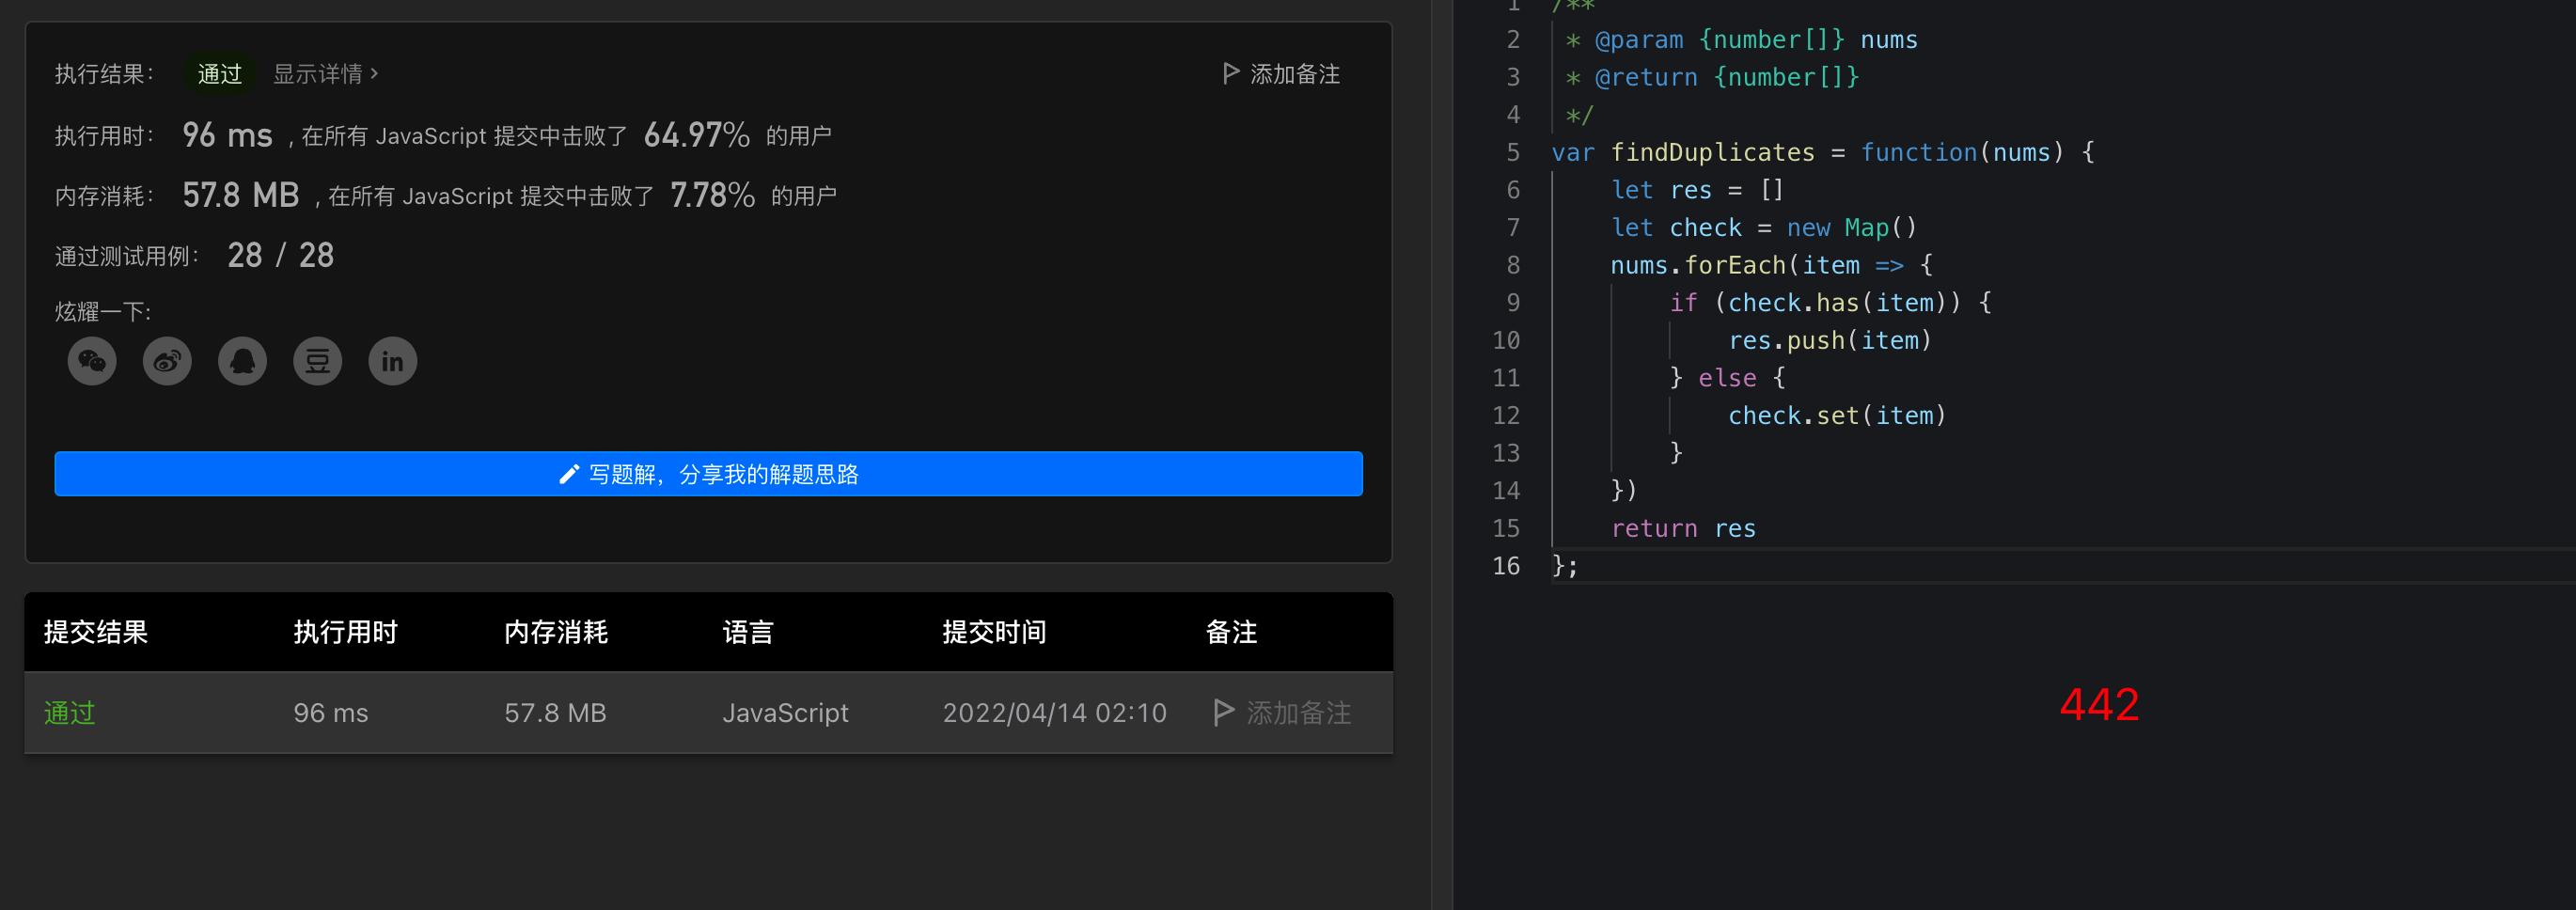 执行结果： 通过 显示详情 >
添加备注
执行用时： 96 ms , 在所有 JavaScript 提交中击败了 64.97% 的用户
内存消耗： 57.8 MB , 在所有 JavaScript 提交中击败了 7.78% 的用户
通过测试用例： 28 / 28
炫耀一下:
in
写题解，分享我的解题思路
提交结果 执行用时 内存消耗 语言 提交时间 备注
通过 96 ms 57.8 MB JavaScript 2022/04/14 02:10 添加备注
1 /**
2  * @param {number[]} nums
3  * @return {number[]}
4  */
5 var findDuplicates = function(nums) {
6     let res = []
7     let check = new Map()
8     nums.forEach(item => {
9         if (check.has(item)) {
10             res.push(item)
11         } else {
12             check.set(item)
13         }
14     })
15     return res
16 };
442